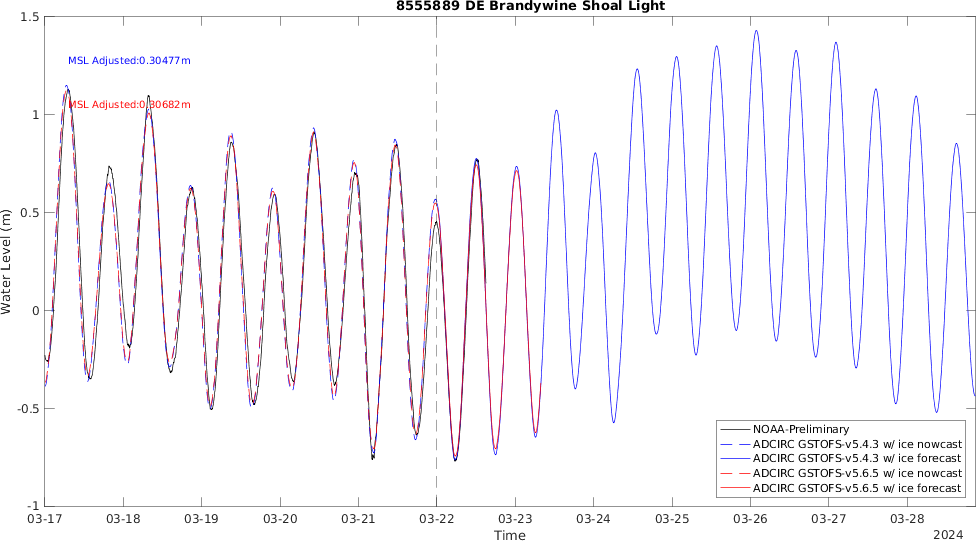 8555889 DE Brandywine Shoal Light
1.5
1
0.5
0
-0.5
-1
Water Level (m)
MSL Adjusted:0.30477m
MSL Adjusted:0.30682m
NOAA-Preliminary
ADCIRC GSTOFS-v5.4.3 w/ ice nowcast
ADCIRC GSTOFS-v5.4.3 w/ ice forecast
ADCIRC GSTOFS-v5.6.5 w/ ice nowcast
ADCIRC GSTOFS-v5.6.5 w/ ice forecast
03-17 03-18 03-19 03-20 03-21 03-22 03-23 03-24 03-25 03-26 03-27 03-28
Time
2024